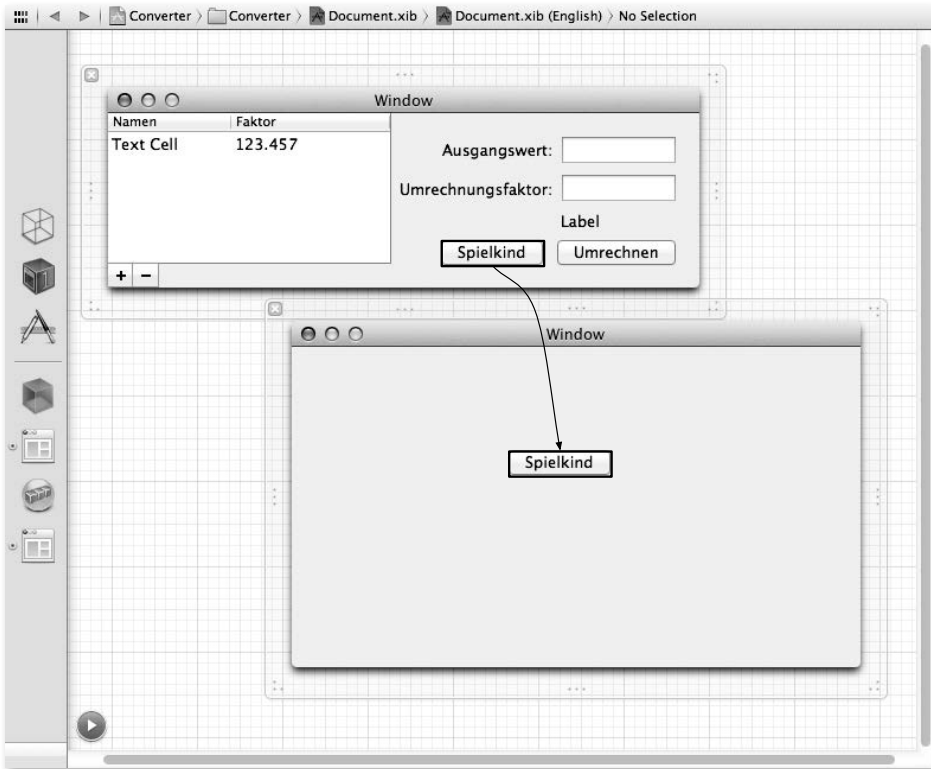 Converter Converter Document.xib Document.xib (English) No Selection
Window
Namen Faktor
Text Cell 123.457
Ausgangswert:
Umrechnungsfaktor:
Label
Spielkind Umrechnen
+ −
Window
Spielkind